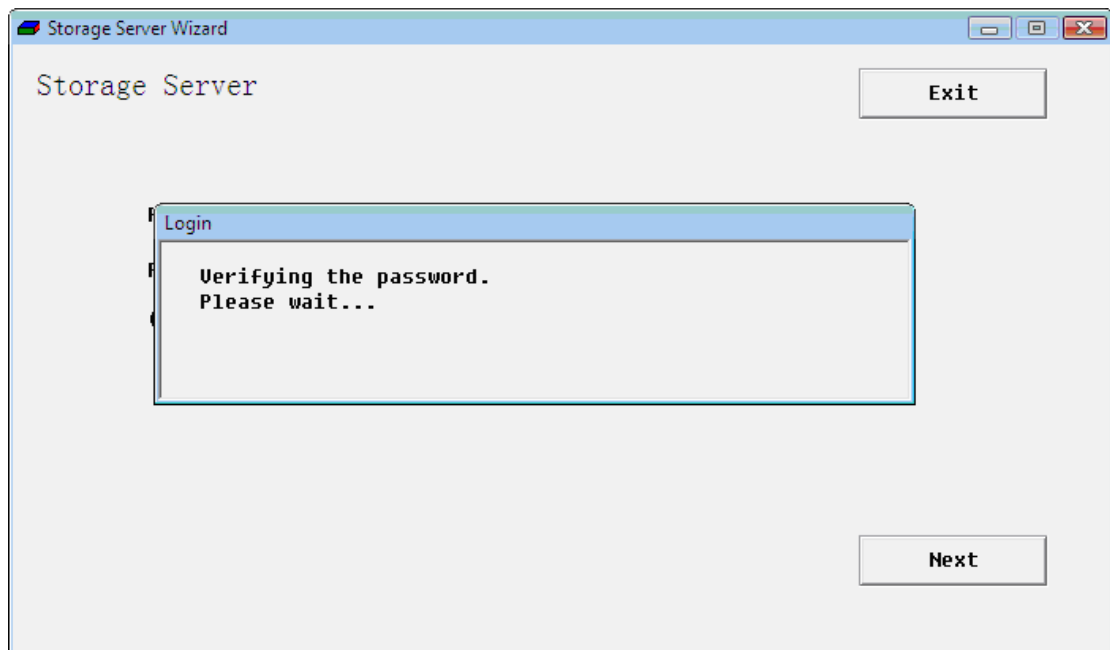 Storage Server Wizard
Storage Server
Exit
Login
Verifying the password.
Please wait...
Next